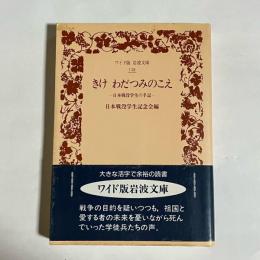 ワイド版 岩波文庫
きけ わだつみのこえ
―日本戦没学生の手記―
日本戦没学生記念会編
大きな活字で余裕の読書
ワイド版岩波文庫
戦争の目的を疑いつつも、祖国と
愛する者の未来を憂いながら死ん
でいった学徒兵たちの声。